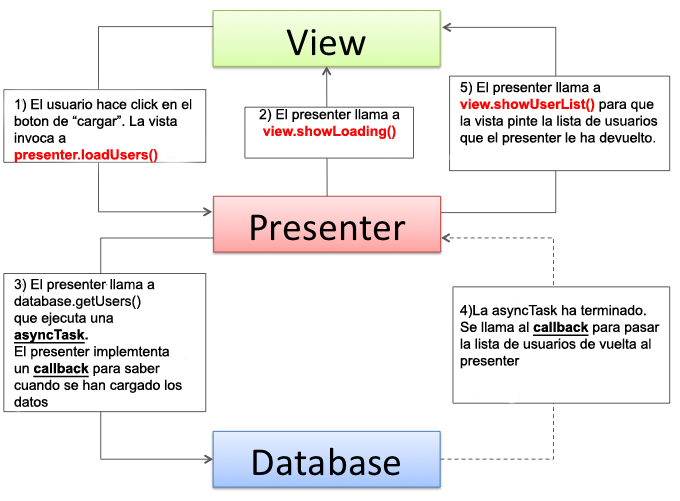 View
1) El usuario hace click en el
boton de “cargar”. La vista
invoca a
presenter.loadUsers()
2) El presenter llama a
view.showLoading()
5) El presenter llama a
view.showUserList() para que
la vista pinte la lista de usuarios
que el presenter le ha devuelto.
Presenter
3) El presenter llama a
database.getUsers()
que ejecuta una
asyncTask.
El presenter implemtenta
un callback para saber
cuando se han cargado los
datos
4)La asyncTask ha terminado.
Se llama al callback para pasar
la lista de usuarios de vuelta al
presenter
Database